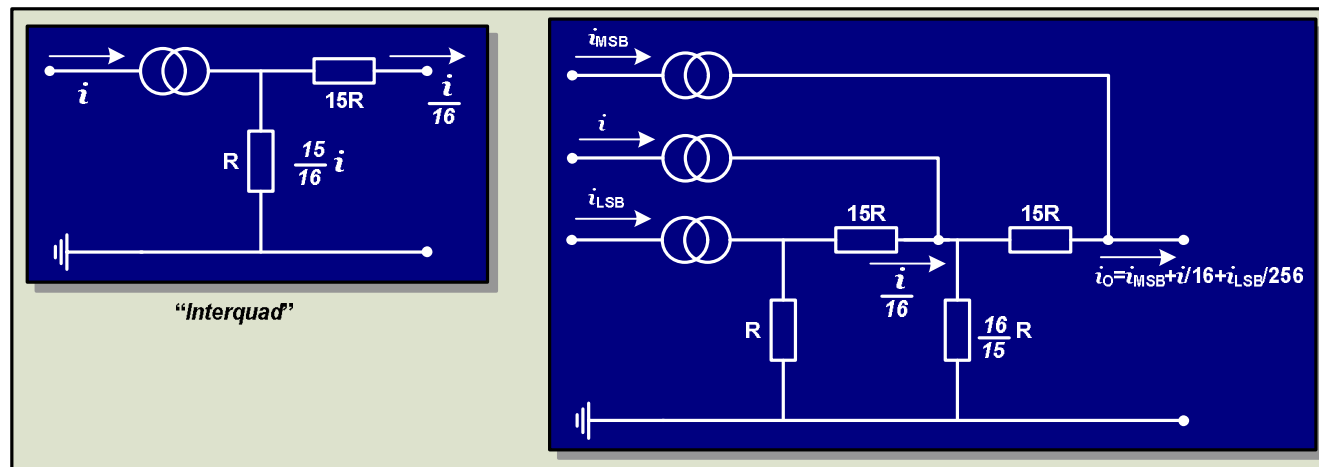 i
15R
i/16
R
15/16 i
"Interquad"
iMSB
i
iLSB
15R
15R
i/16
iO=iMSB+i/16+iLSB/256
R
16/15 R